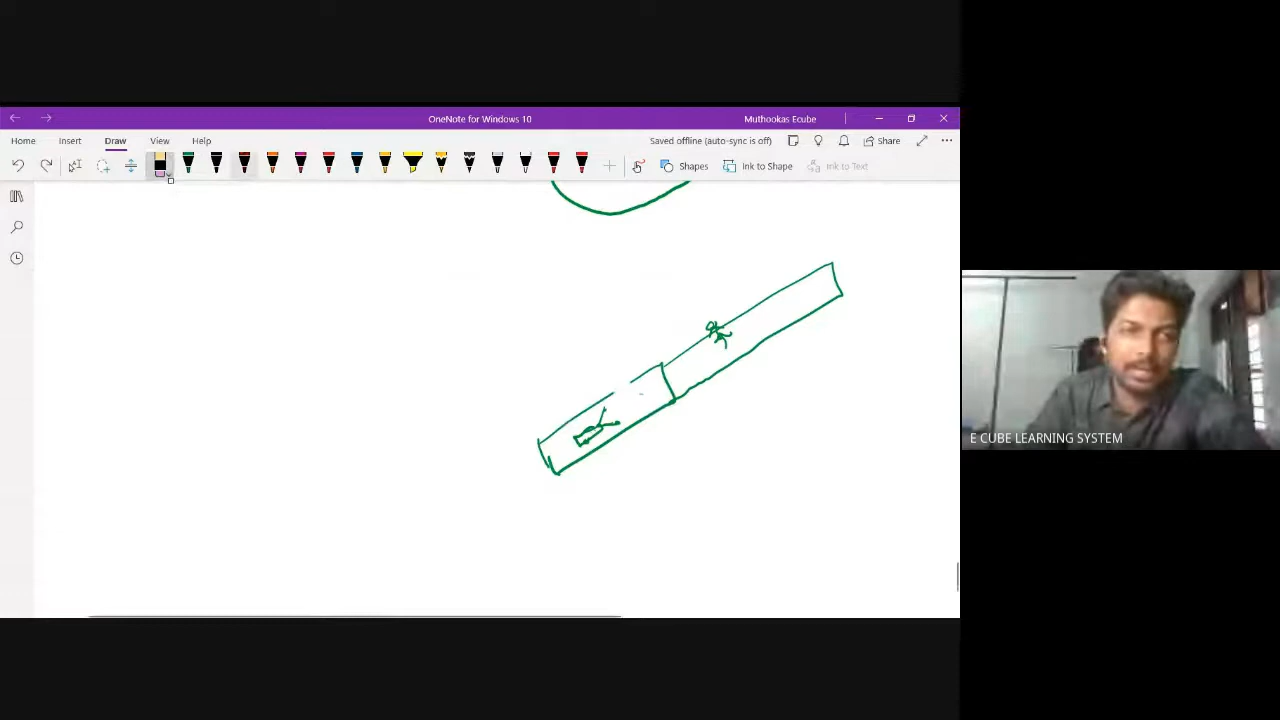 OneNote for Windows 10
Muthookas Ecube
Home Insert Draw View Help
Saved offline (auto-sync is off)
Share
Shapes
Ink to Shape
Ink to Text
E CUBE LEARNING SYSTEM